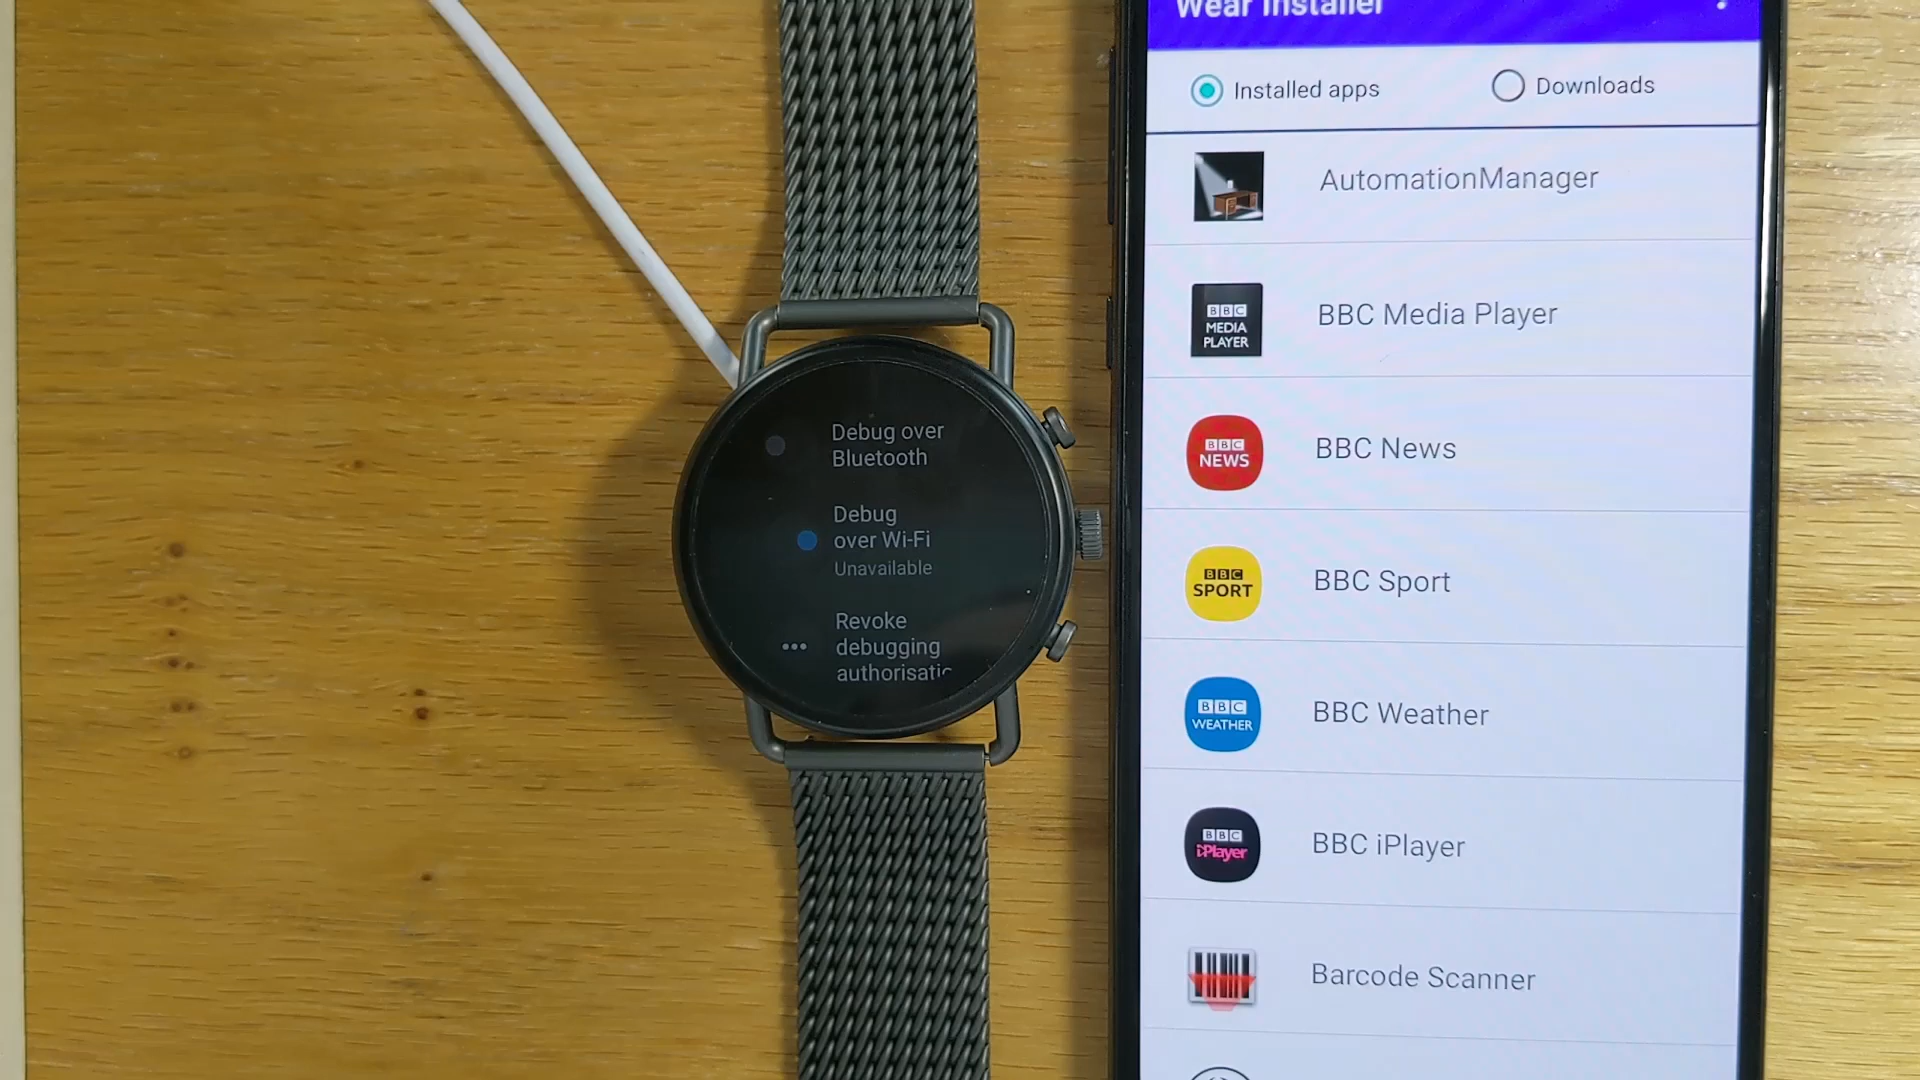 Wear Installer
Installed apps
Downloads
AutomationManager
BBC
MEDIA
PLAYER
BBC Media Player
BBC
NEWS
BBC News
BBC
SPORT
BBC Sport
BBC
WEATHER
BBC Weather
BBC
iPlayer
BBC iPlayer
Barcode Scanner
Debug over
Bluetooth
Debug
over Wi-Fi
Unavailable
Revoke
debugging
authorisatic